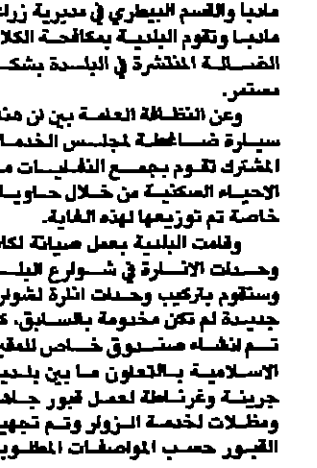 مادبا والقسم البيطري في مديرية زراعة
مادبا وتقوم البلدية بمكافحة الكلاب
الضالة المنتشرة في البلدة بشكل
مستمر.
وعن النظافة العامة بين ان هناك
سيارة ضاغطة لمجلس الخدمات
المشترك تقوم بجمع النفايات من
الاحياء السكنية من خلال حاويات
خاصة تم توزيعها لهذه الغاية.
وقامت البلدية بعمل صيانة لكافة
وحدات الانارة في شوارع البلدة
وستقوم بتركيب وحدات انارة لشوارع
جديدة لم تكن مخدومة بالسابق، كما
تم انشاء صندوق خاص للمقبرة
الاسلامية بالتعاون ما بين بلدية
جرينة وغرناطة لعمل قبور جاهزة
ومظلات لخدمة الزوار وتم تجهيز
القبور حسب المواصفات المطلوبة